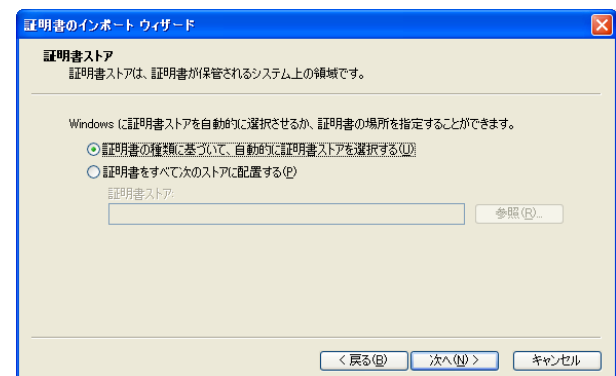 証明書のインポート ウィザード
証明書ストア
証明書ストアは、証明書が保管されるシステム上の領域です。
Windows に証明書ストアを自動的に選択させるか、証明書の場所を指定することができます。
証明書の種類に基づいて、自動的に証明書ストアを選択する(U)
証明書をすべて次のストアに配置する(P)
証明書ストア:
参照(R)...
< 戻る(B)
次へ(N) >
キャンセル